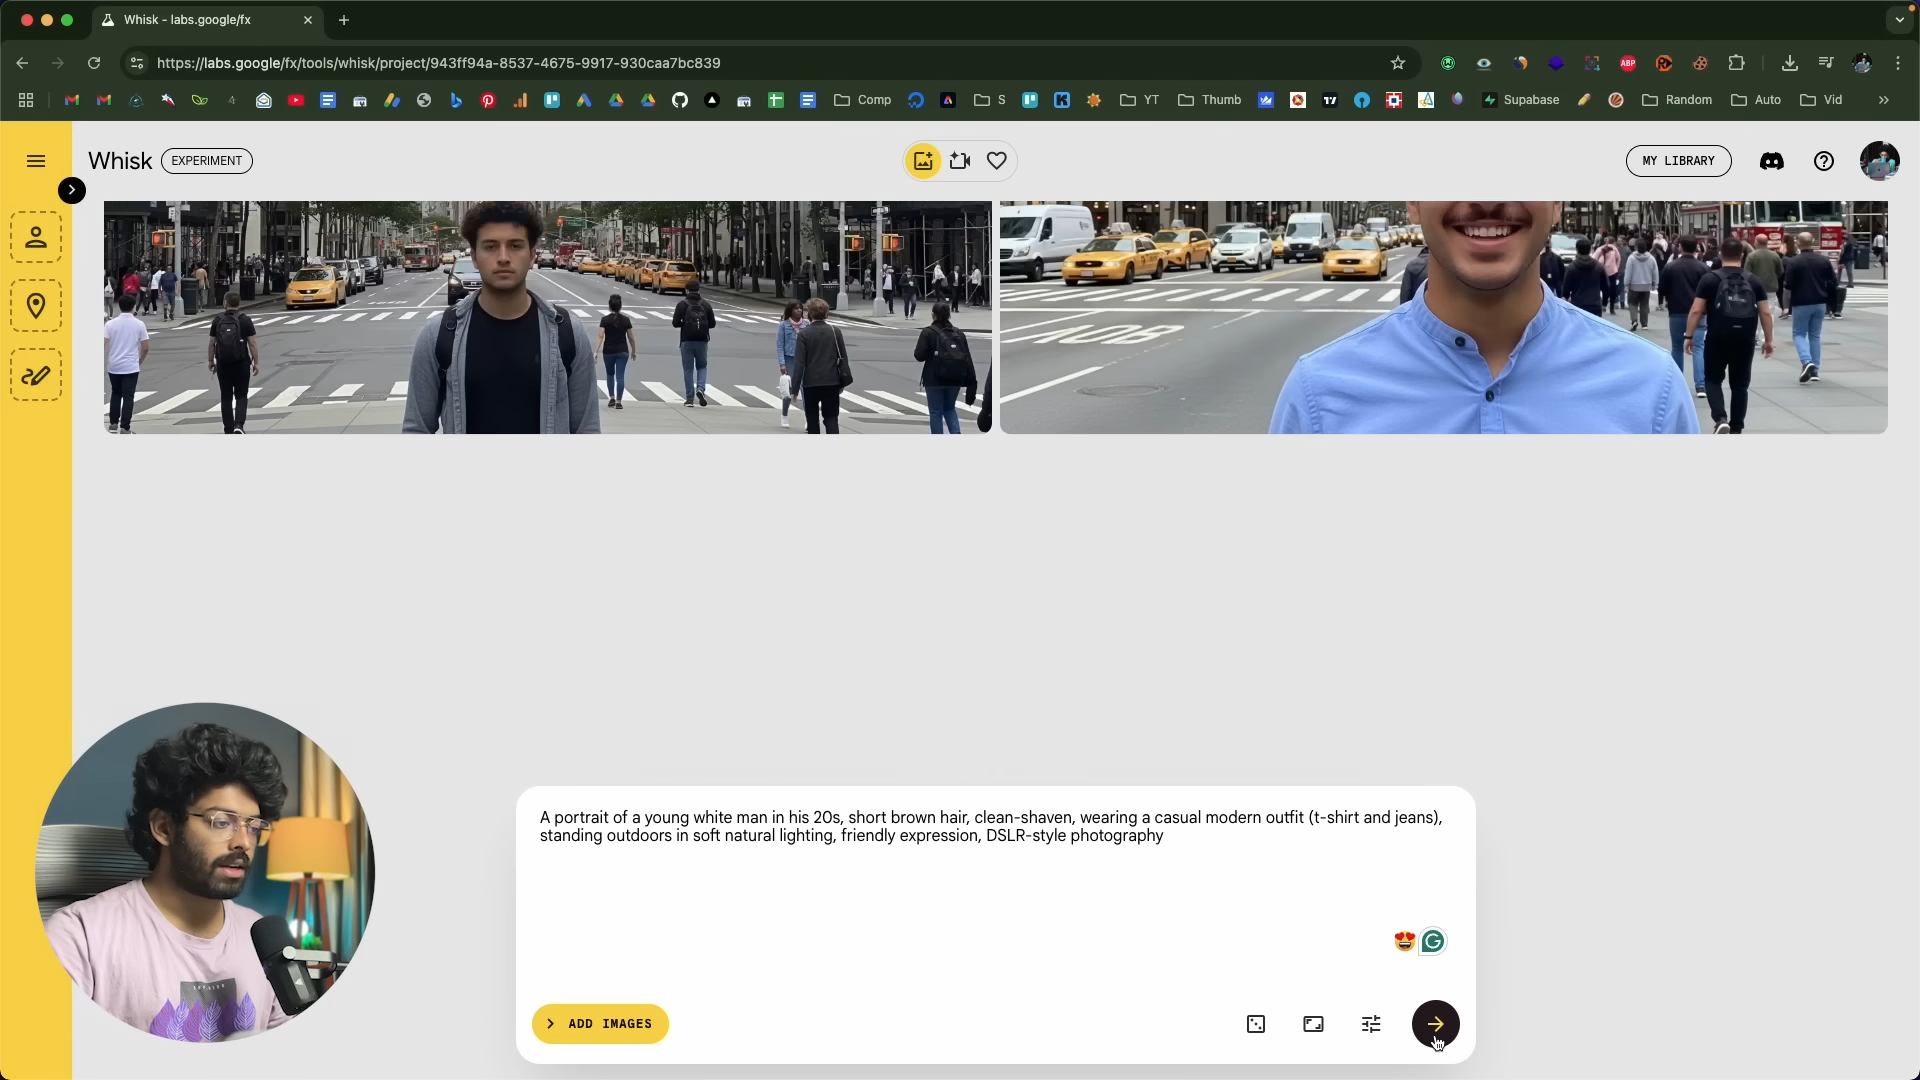 Whisk - labs.google/fx
https://labs.google/fx/tools/whisk/project/943ff94a-8537-4675-9917-930caa7bc839
Comp
S
YT
Thumb
Supabase
Random
Auto
Vid
ABP
Whisk
EXPERIMENT
MY LIBRARY
A portrait of a young white man in his 20s, short brown hair, clean-shaven, wearing a casual modern outfit (t-shirt and jeans),
standing outdoors in soft natural lighting, friendly expression, DSLR-style photography
ADD IMAGES